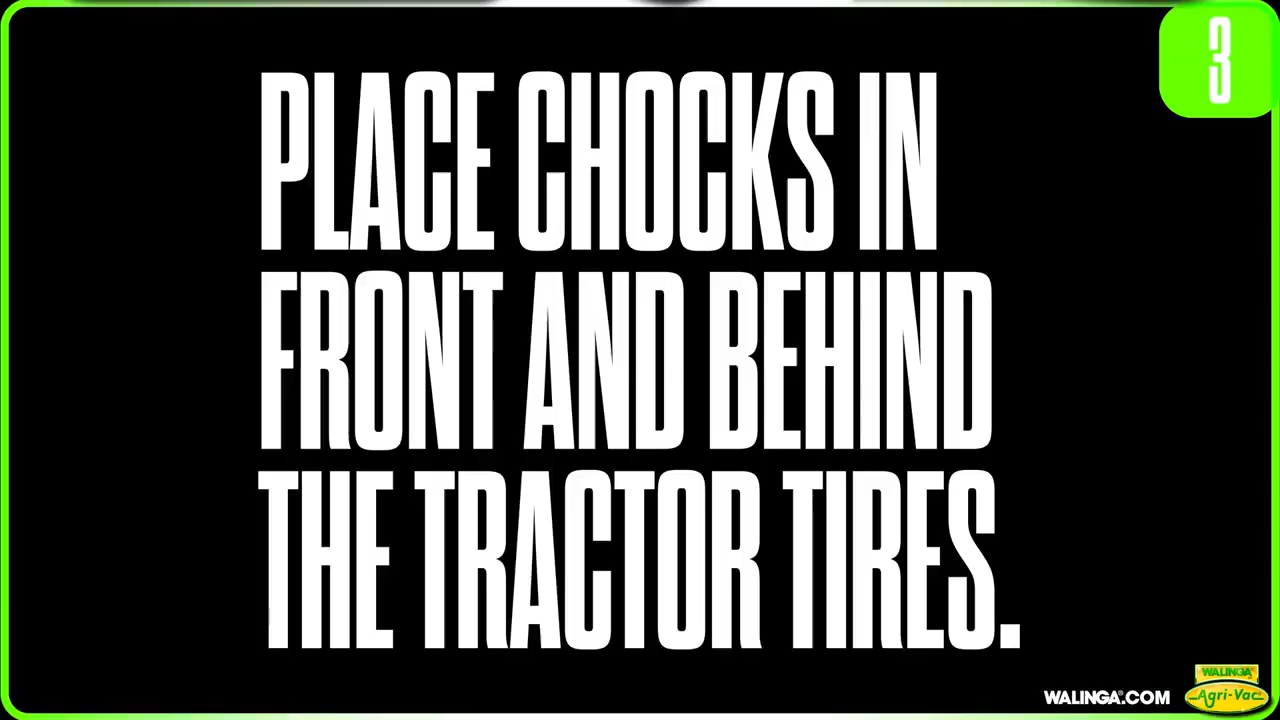 3
PLACE CHOCKS IN
FRONT AND BEHIND
THE TRACTOR TIRES.
WALINGA®
WALINGA®.COM
Agri-Vac